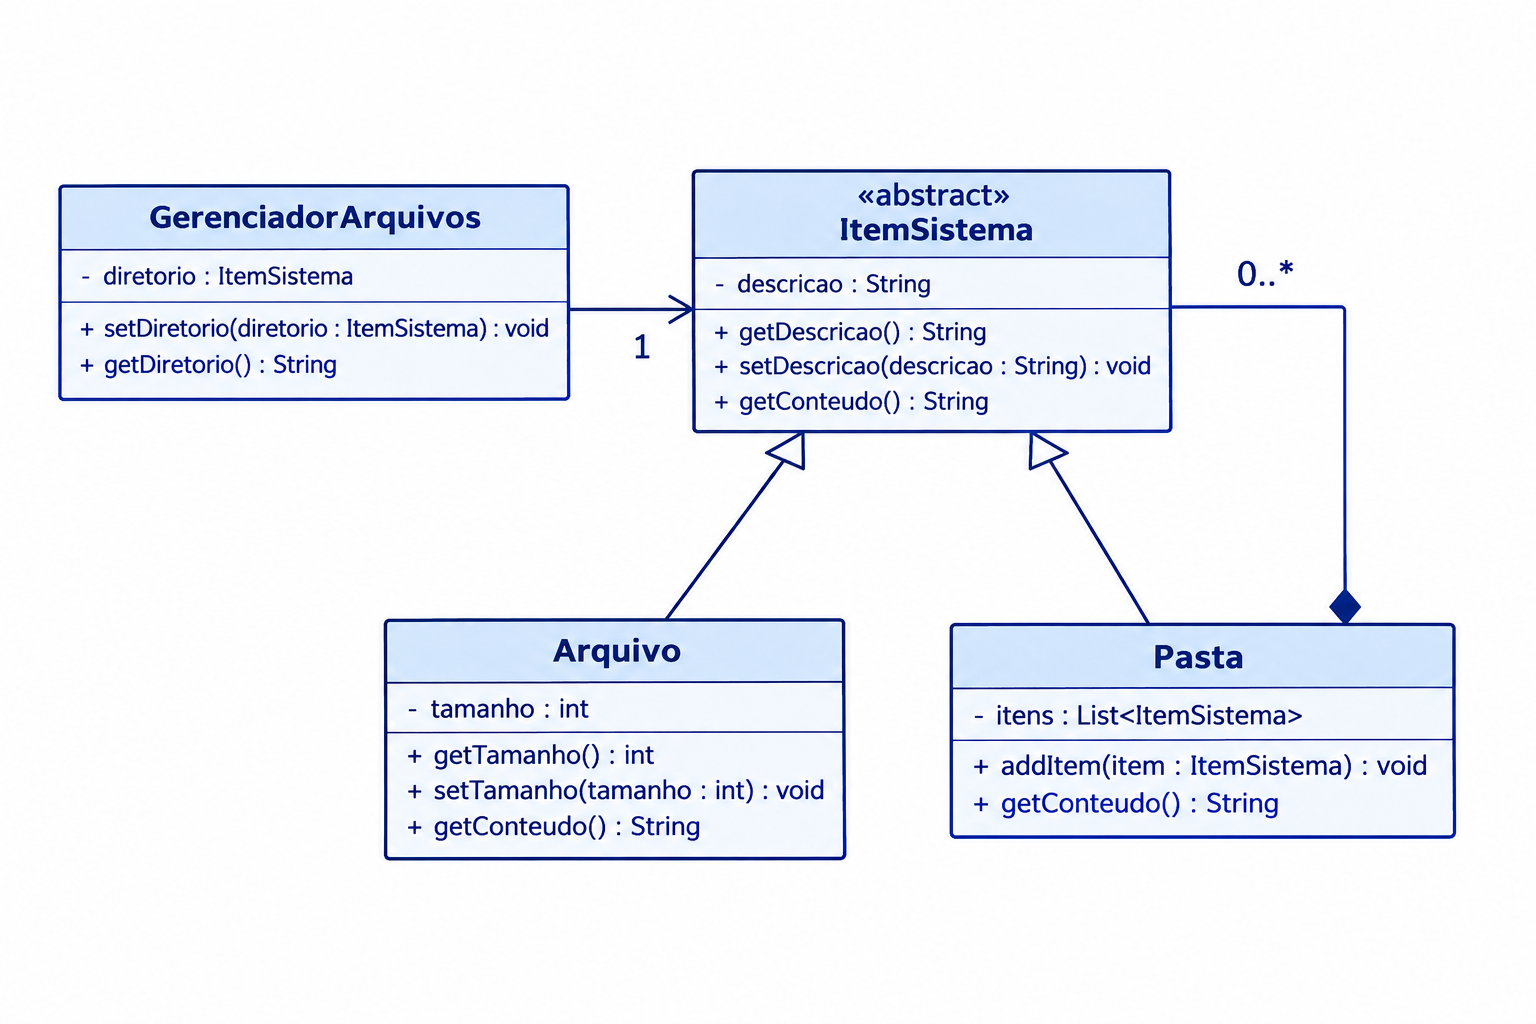 GerenciadorArquivos
- diretorio : ItemSistema
+ setDiretorio(diretorio : ItemSistema) : void
+ getDiretorio() : String
1
«abstract»
ItemSistema
- descricao : String
+ getDescricao() : String
+ setDescricao(descricao : String) : void
+ getConteudo() : String
0..*
Arquivo
- tamanho : int
+ getTamanho() : int
+ setTamanho(tamanho : int) : void
+ getConteudo() : String
Pasta
- itens : List<ItemSistema>
+ addItem(item : ItemSistema) : void
+ getConteudo() : String